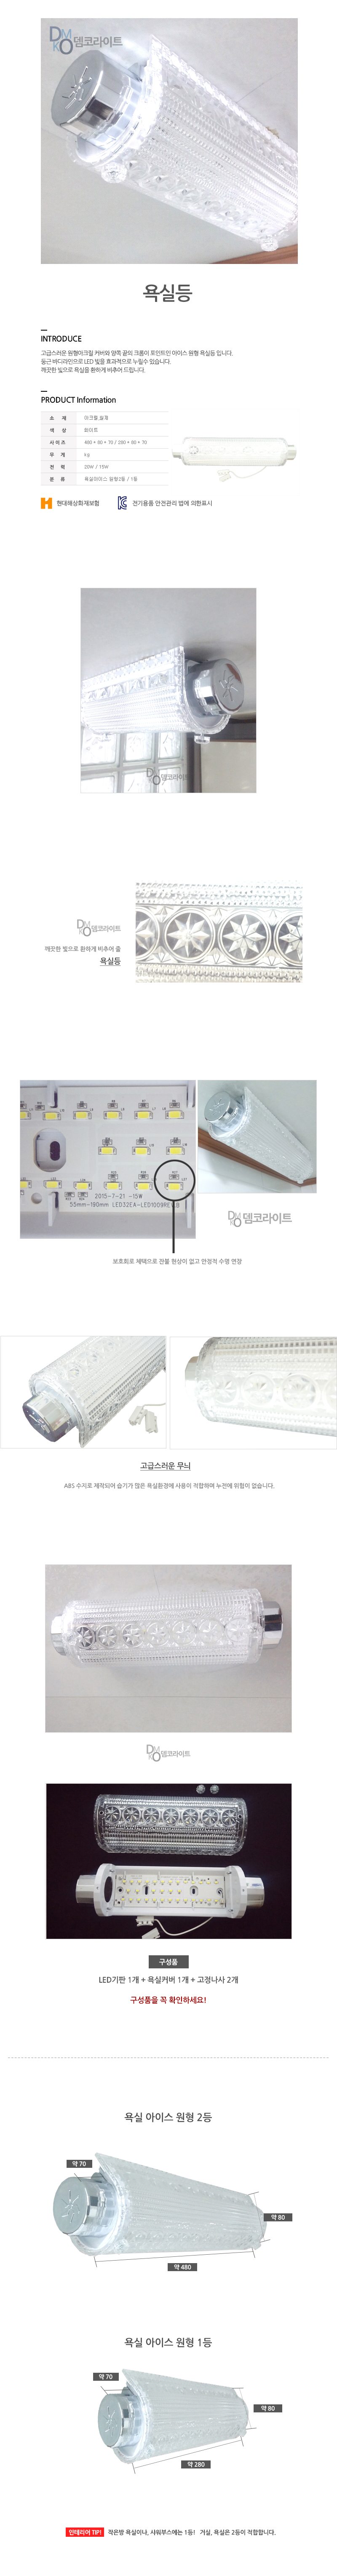 DMKO 뎀코라이트
욕실등
INTRODUCE
고급스러운 원형아크릴 커버와 양쪽 끝의 크롬이 포인트인 아이스 원형 욕실등 입니다.
둥근 바디라인으로 LED 빛을 효과적으로 누릴수 있습니다.
깨끗한 빛으로 욕실을 환하게 비추어 드립니다.
PRODUCT Information
소 재 아크릴,철재
색 상 화이트
사 이 즈
무 게 kg
전 력 20W / 15W
분 류 욕실아이스 원형2등 / 1등
현대해상화재보험
전기용품 안전관리 법에 의한표시
DMKO 뎀코라이트
DMKO 뎀코라이트
깨끗한 빛으로 환하게 비추어 줄
욕실등
2015-7-21 -15W
55mm-190mm
DMKO 뎀코라이트
보호회로 채택으로 잔불 현상이 없고 안정적 수명 연장
고급스러운 무늬
ABS 수지로 제작되어 습기가 많은 욕실환경에 사용이 적합하며 누전에 위험이 없습니다.
DMKO 뎀코라이트
구성품
LED기판 1개 + 욕실커버 1개 + 고정나사 2개
구성품을 꼭 확인하세요!
욕실 아이스 원형 2등
약 70
약 80
약 480
욕실 아이스 원형 1등
약 70
약 80
약 280
인테리어 TIP! 작은방 욕실이나, 샤워부스에는 1등! 거실, 욕실은 2등이 적합합니다.